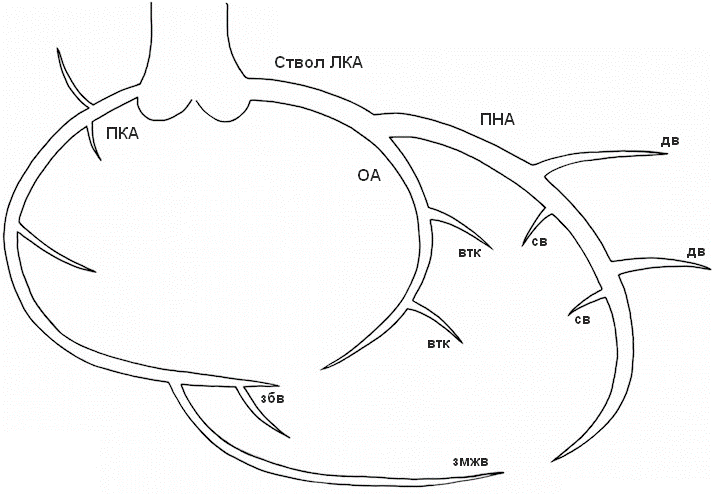 Ствол ЛКА
ПНА
ПКА
дв
ОА
втк
св
дв
св
втк
збв
змжв